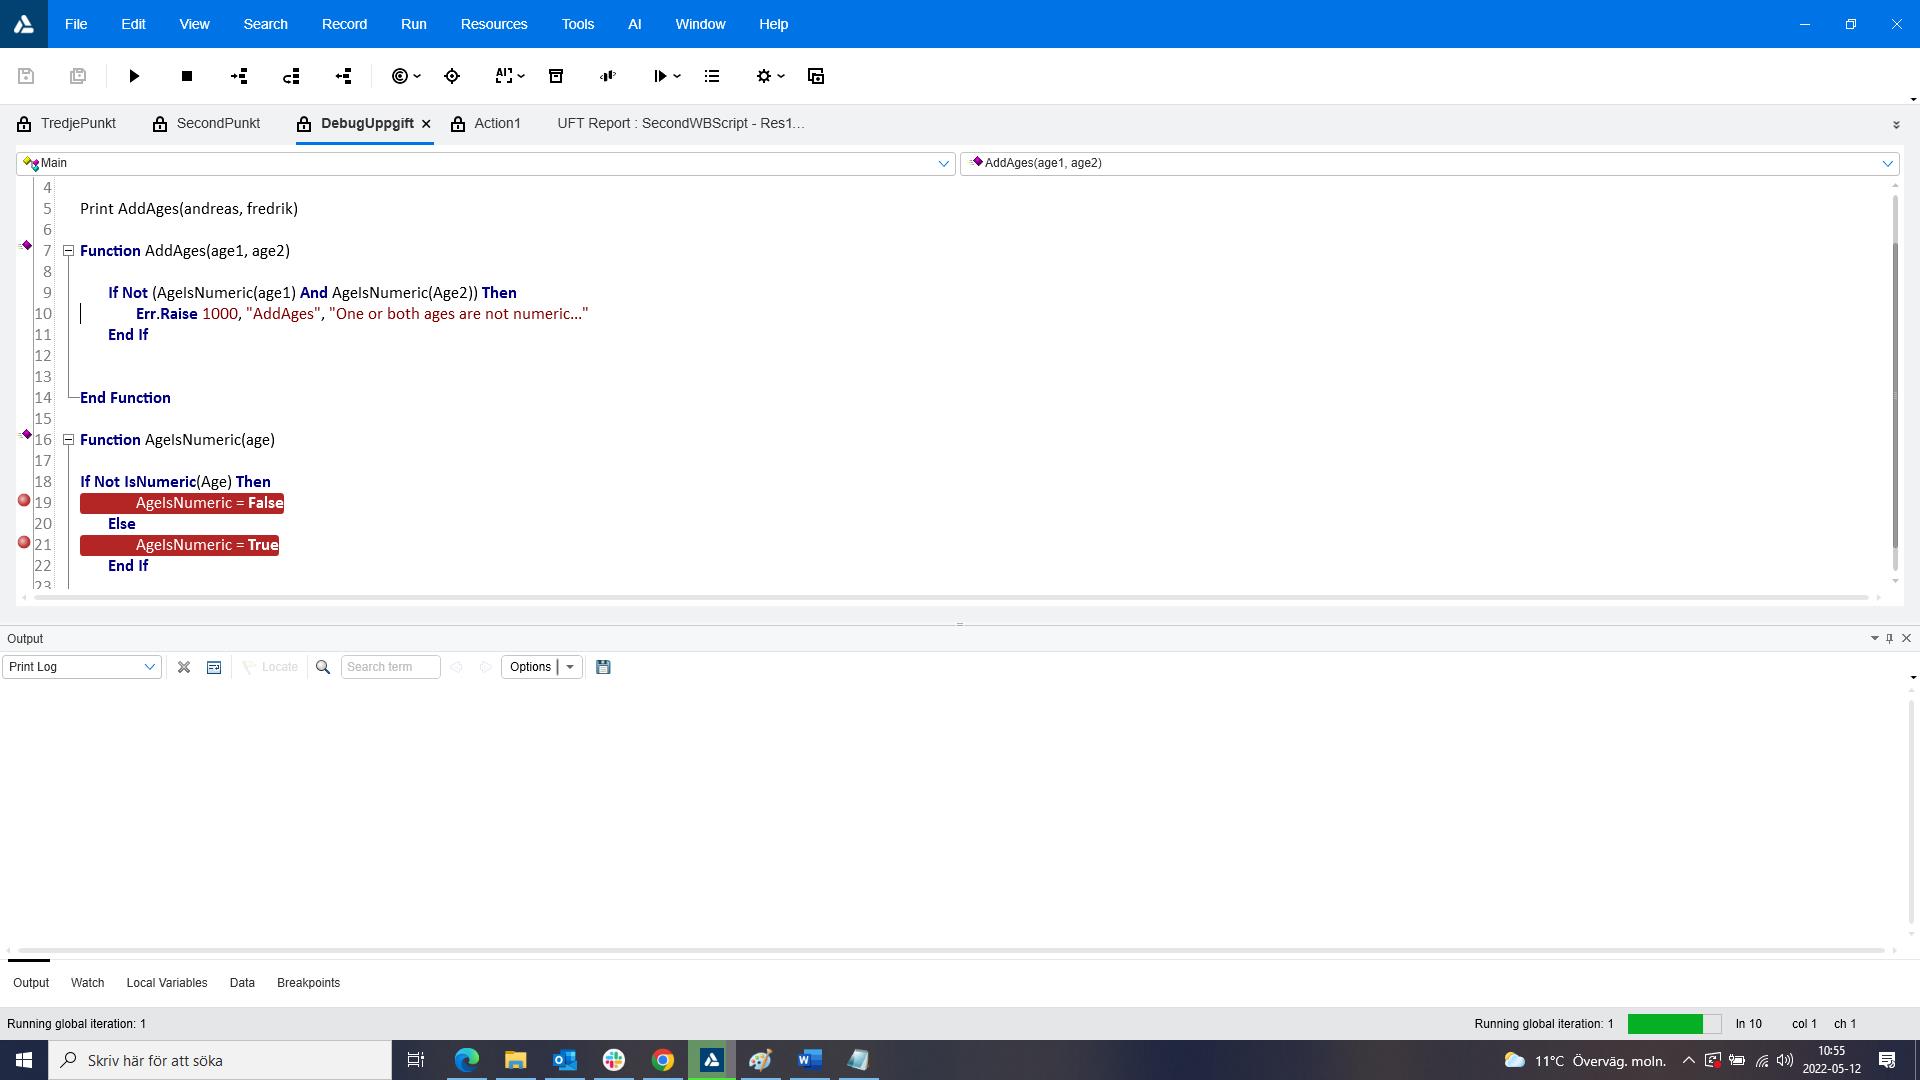 File Edit View Search Record Run Resources Tools AI Window Help
AI
TredjePunkt SecondPunkt DebugUppgift Action1 UFT Report : SecondWBScript - Res1...
Main AddAges(age1, age2)
4
5 Print AddAges(andreas, fredrik)
6
7 Function AddAges(age1, age2)
8
9 If Not (AgeIsNumeric(age1) And AgeIsNumeric(Age2)) Then
10 Err.Raise 1000, "AddAges", "One or both ages are not numeric..."
11 End If
12
13
14 End Function
15
16 Function AgeIsNumeric(age)
17
18 If Not IsNumeric(Age) Then
19 AgeIsNumeric = False
20 Else
21 AgeIsNumeric = True
22 End If
23
Output
Print Log Locate Search term Options
Output Watch Local Variables Data Breakpoints
Running global iteration: 1 Running global iteration: 1 ln 10 col 1 ch 1
Skriv här för att söka 11°C Överväg. moln. 10:55
2022-05-12